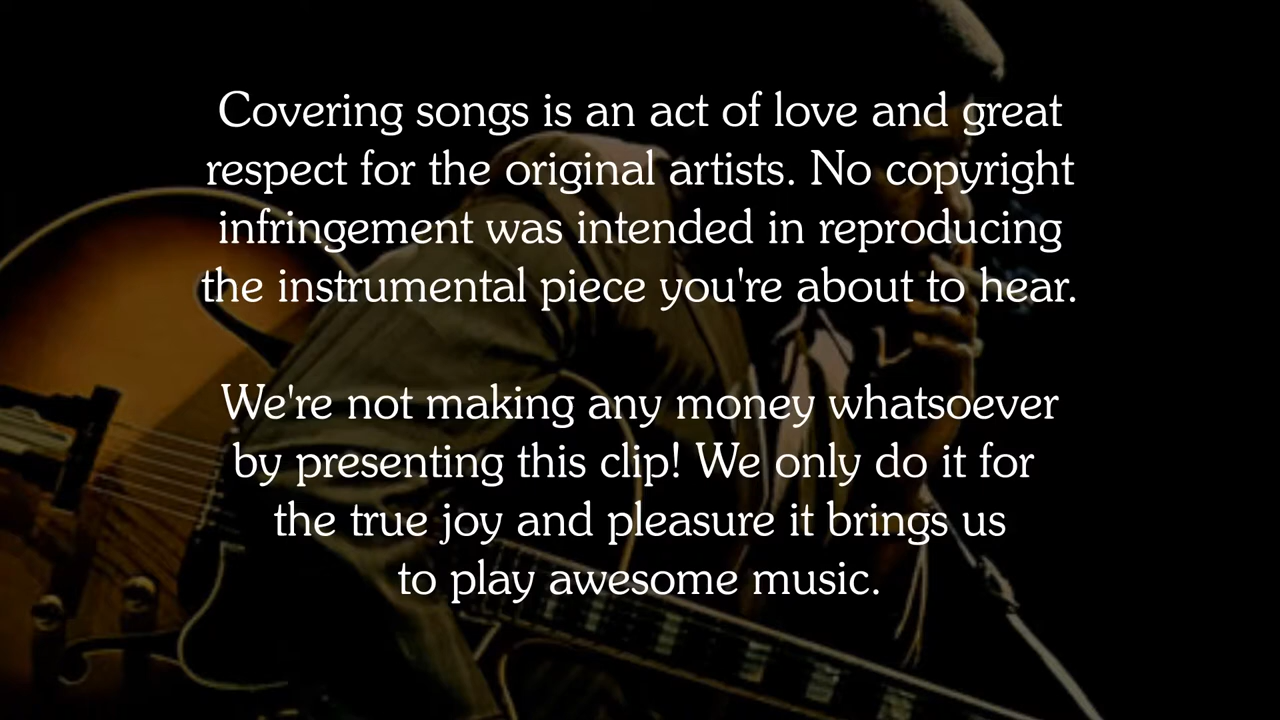 Covering songs is an act of love and great
respect for the original artists. No copyright
infringement was intended in reproducing
the instrumental piece you're about to hear.
We're not making any money whatsoever
by presenting this clip! We only do it for
the true joy and pleasure it brings us
to play awesome music.